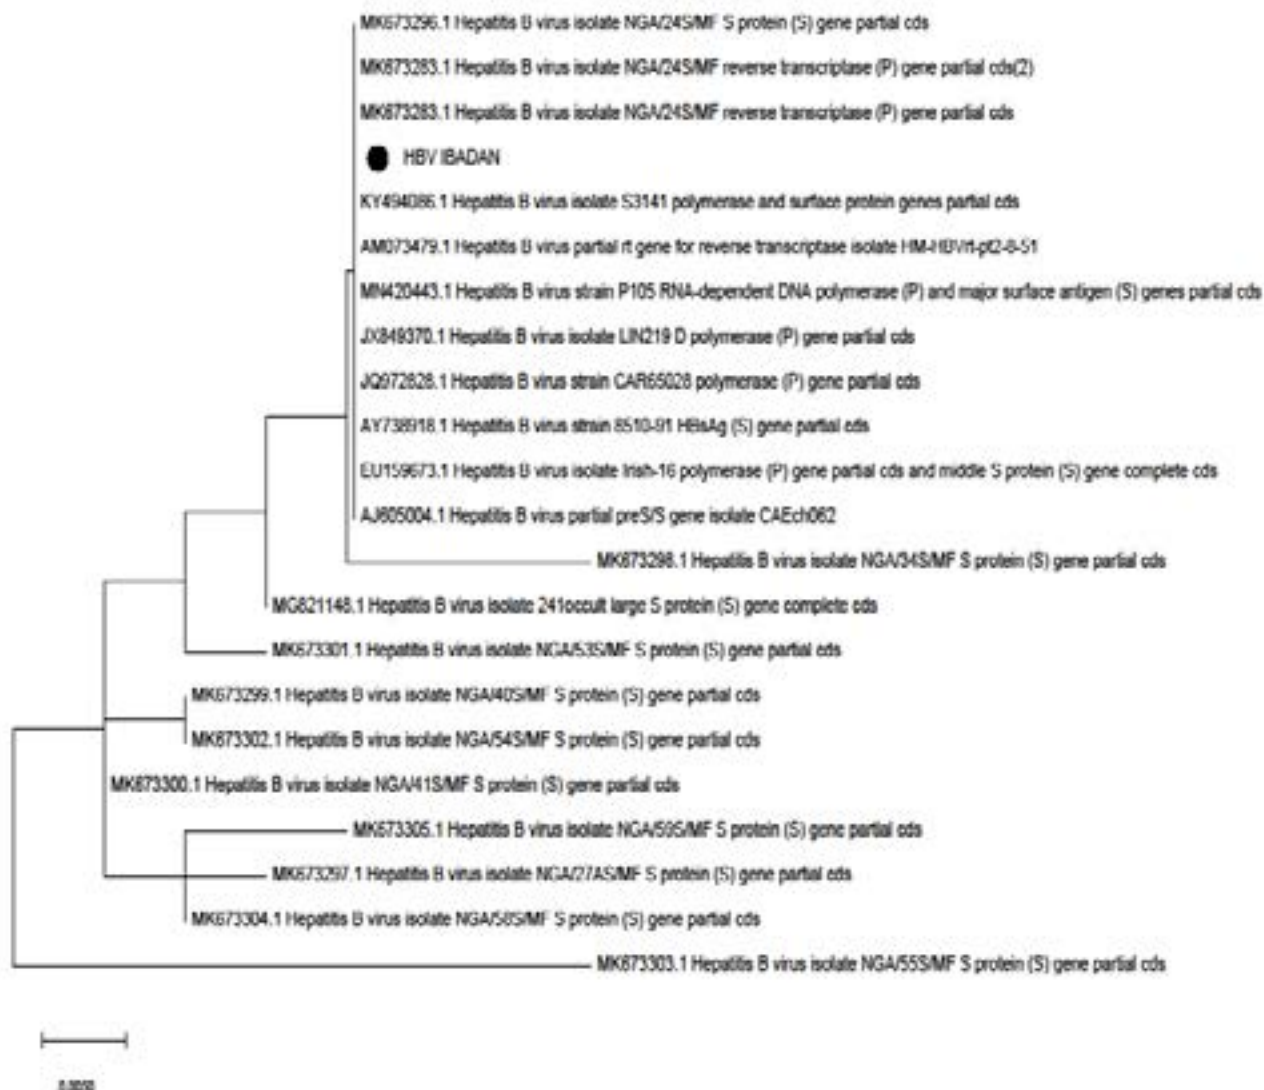 MK673296.1 Hepatitis B virus isolate NGA/24S/MF S protein (S) gene partial cds
MK673283.1 Hepatitis B virus isolate NGA/24S/MF reverse transcriptase (P) gene partial cds(2)
MK673283.1 Hepatitis B virus isolate NGA/24S/MF reverse transcriptase (P) gene partial cds
HBV IBADAN
KY494086.1 Hepatitis B virus isolate S3141 polymerase and surface protein genes partial cds
AM073479.1 Hepatitis B virus partial rt gene for reverse transcriptase isolate HM-HBVrt-pt2-8-51
MN420443.1 Hepatitis B virus strain P105 RNA-dependent DNA polymerase (P) and major surface antigen (S) genes partial cds
JX849370.1 Hepatitis B virus isolate LIN219 D polymerase (P) gene partial cds
JQ972828.1 Hepatitis B virus strain CAR65028 polymerase (P) gene partial cds
AY738918.1 Hepatitis B virus strain 8510-91 HBsAg (S) gene partial cds
EU159673.1 Hepatitis B virus isolate Irish-16 polymerase (P) gene partial cds and middle S protein (S) gene complete cds
AJ605004.1 Hepatitis B virus partial preS/S gene isolate CAEch062
MK673298.1 Hepatitis B virus isolate NGA/34S/MF S protein (S) gene partial cds
MG821148.1 Hepatitis B virus isolate 241occult large S protein (S) gene complete cds
MK673301.1 Hepatitis B virus isolate NGA/53S/MF S protein (S) gene partial cds
MK673299.1 Hepatitis B virus isolate NGA/40S/MF S protein (S) gene partial cds
MK673302.1 Hepatitis B virus isolate NGA/54S/MF S protein (S) gene partial cds
MK673300.1 Hepatitis B virus isolate NGA/41S/MF S protein (S) gene partial cds
MK673305.1 Hepatitis B virus isolate NGA/59S/MF S protein (S) gene partial cds
MK673297.1 Hepatitis B virus isolate NGA/27AS/MF S protein (S) gene partial cds
MK673304.1 Hepatitis B virus isolate NGA/58S/MF S protein (S) gene partial cds
MK673303.1 Hepatitis B virus isolate NGA/55S/MF S protein (S) gene partial cds
0.0050